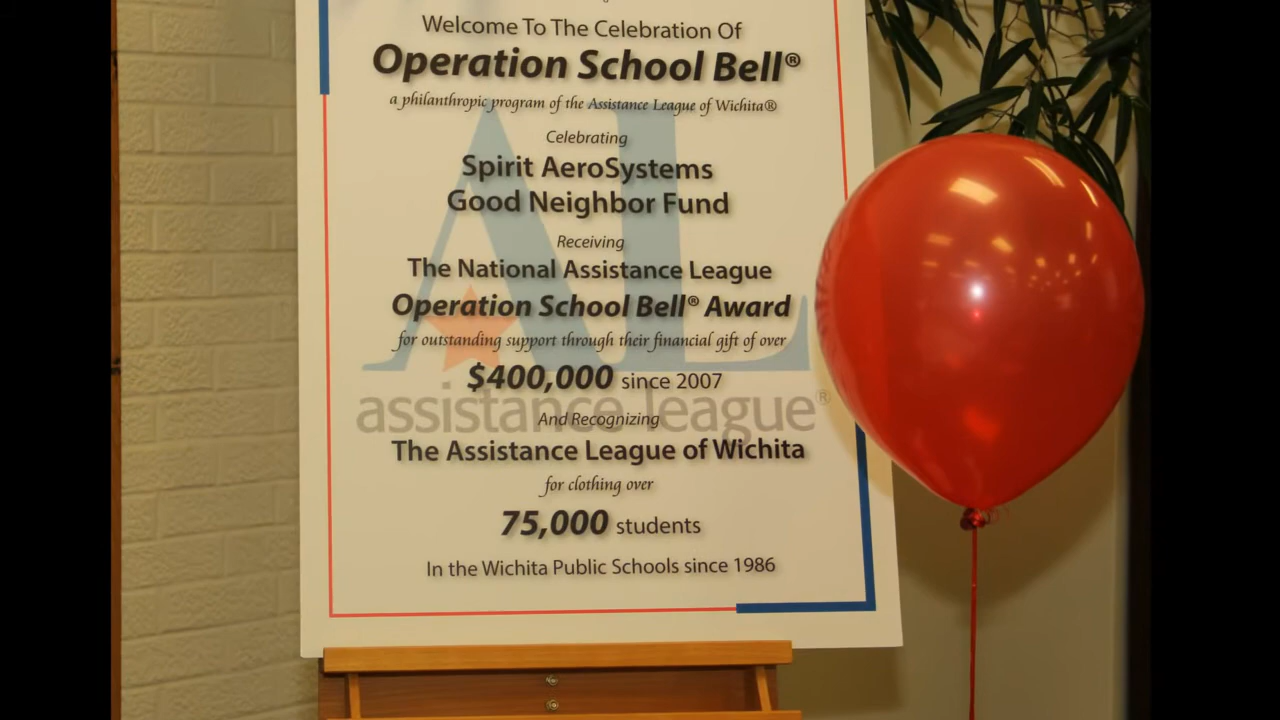 Welcome To The Celebration Of
Operation School Bell®
a philanthropic program of the Assistance League of Wichita®
Celebrating
Spirit AeroSystems
Good Neighbor Fund
Receiving
The National Assistance League
Operation School Bell® Award
for outstanding support through their financial gift of over
$400,000 since 2007
assistance league®
And Recognizing
The Assistance League of Wichita
for clothing over
75,000 students
In the Wichita Public Schools since 1986
AL